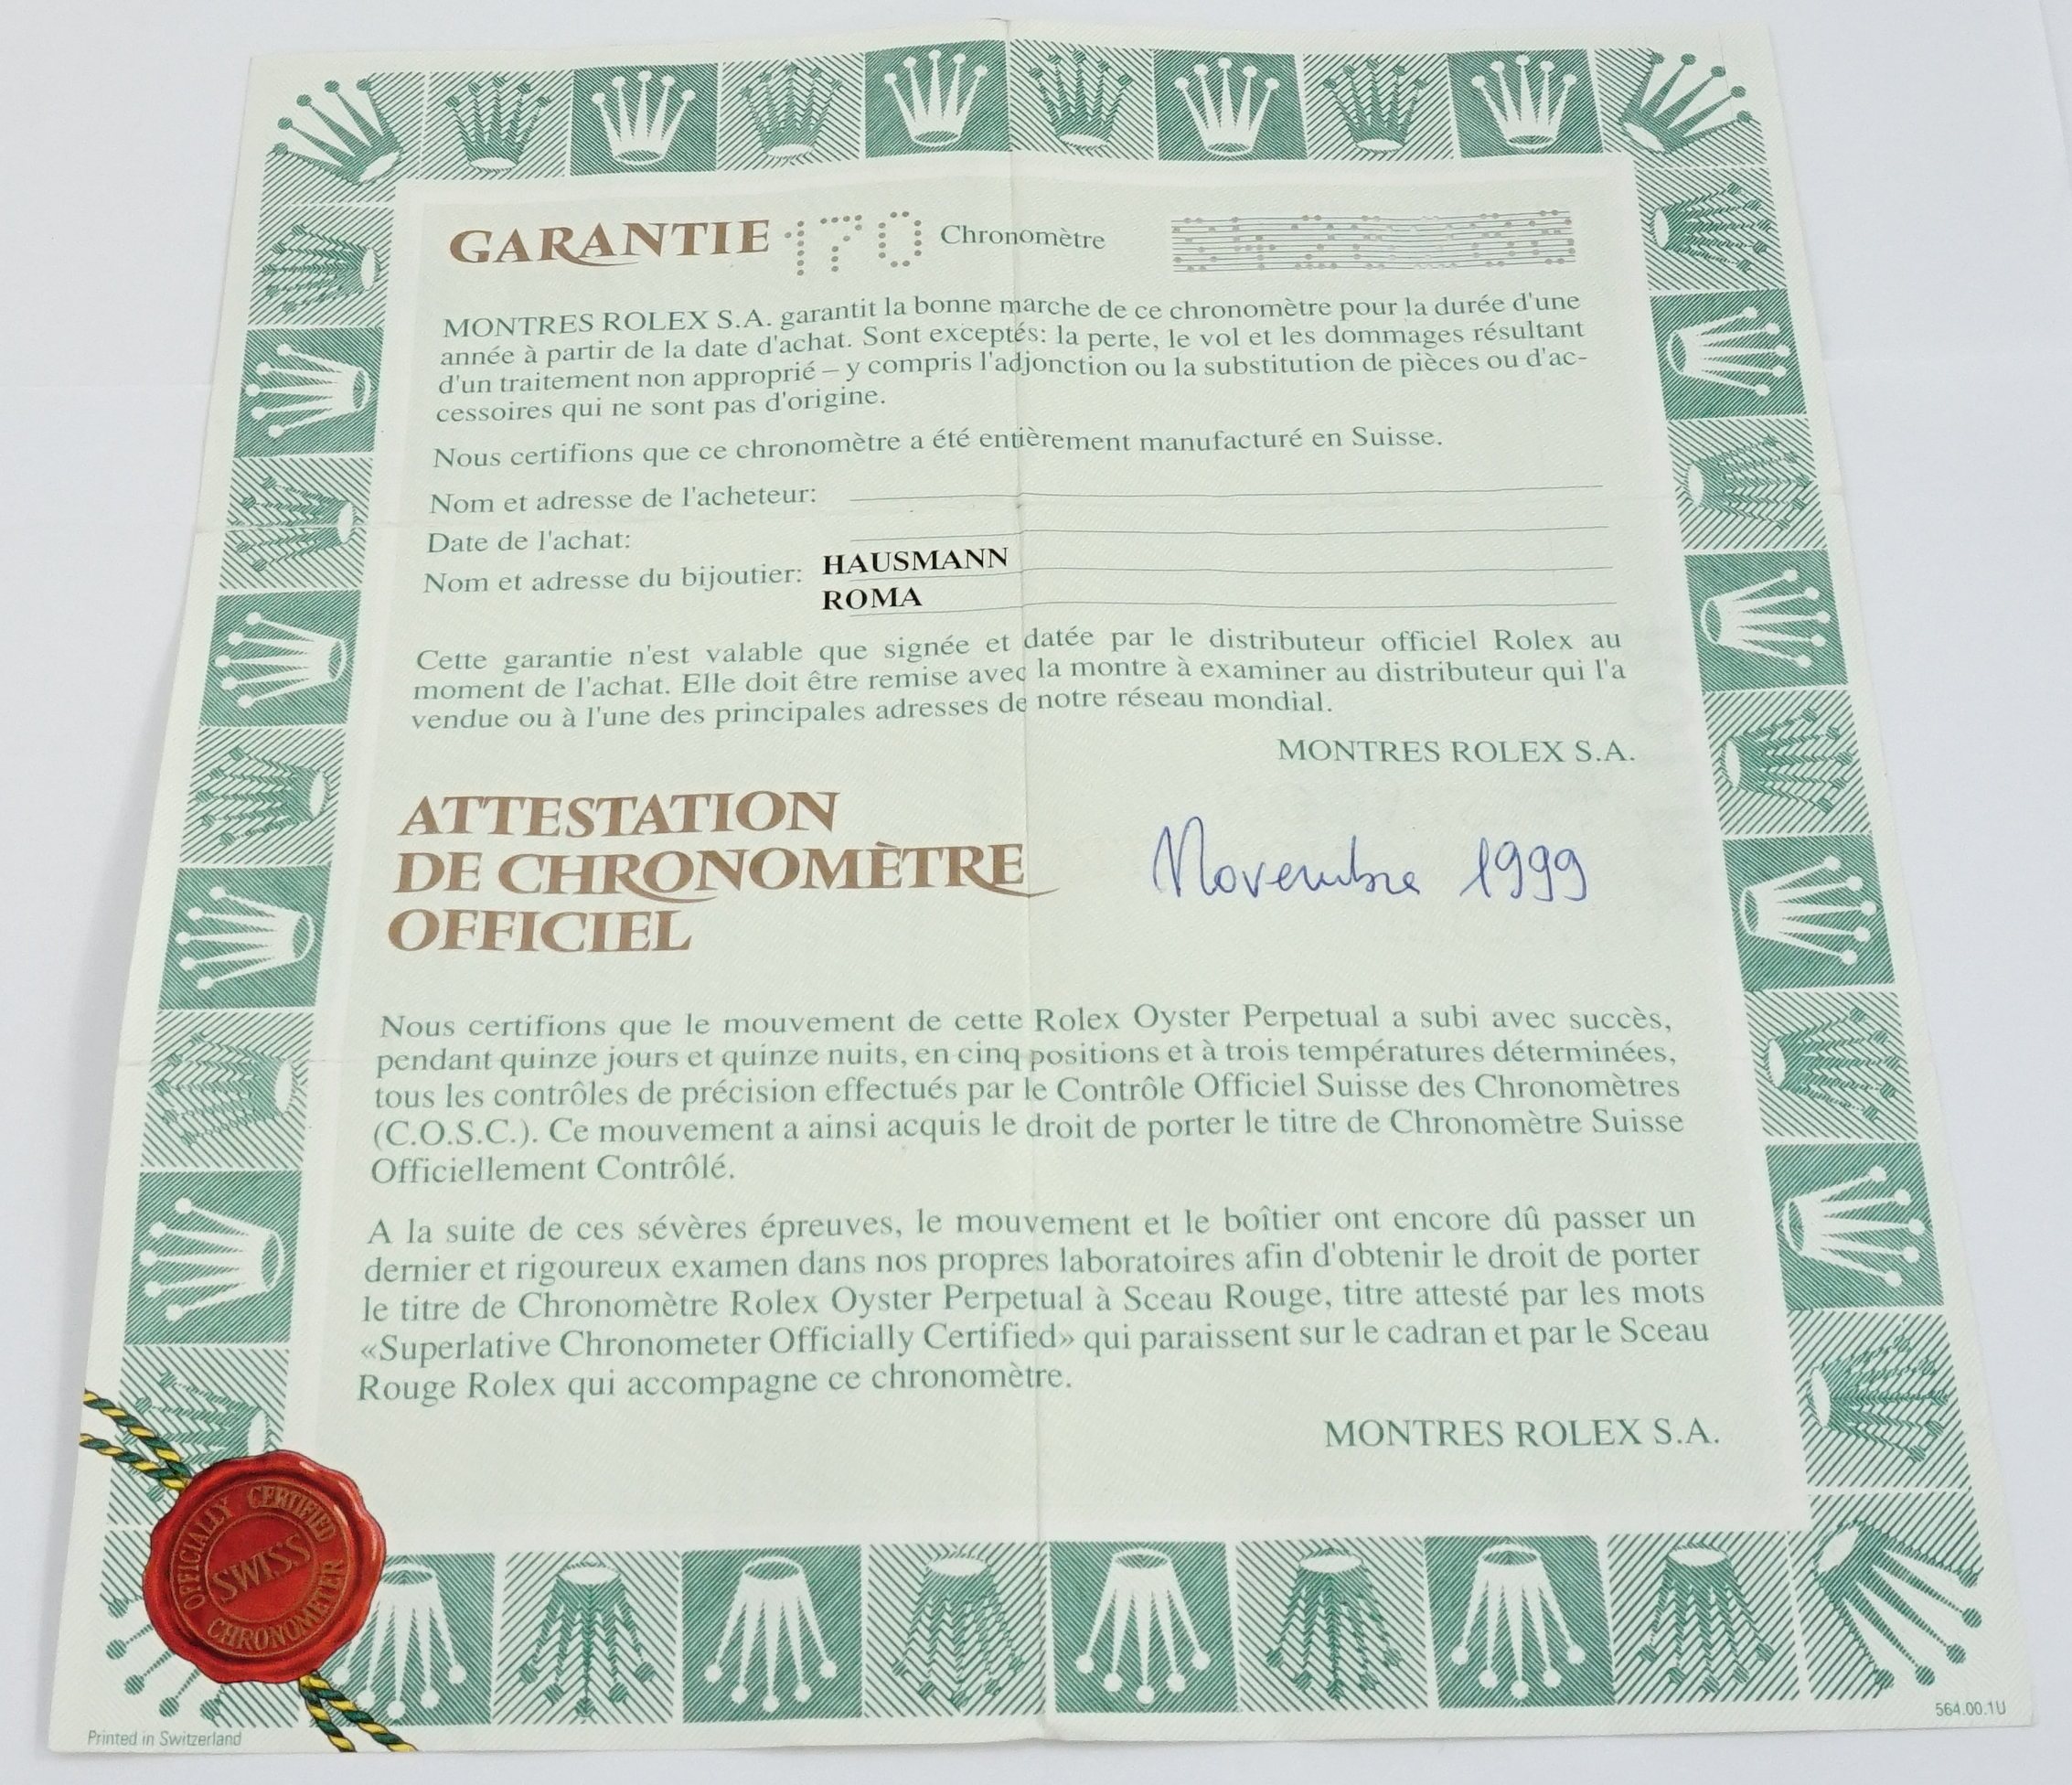 GARANTIE 170 Chronomètre
MONTRES ROLEX S.A. garantit la bonne marche de ce chronomètre pour la durée d'une
année à partir de la date d'achat. Sont exceptés: la perte, le vol et les dommages résultant
d'un traitement non approprié – y compris l'adjonction ou la substitution de pièces ou d'ac-
cessoires qui ne sont pas d'origine.
Nous certifions que ce chronomètre a été entièrement manufacturé en Suisse.
Nom et adresse de l'acheteur:
Date de l'achat:
Nom et adresse du bijoutier: HAUSMANN
ROMA
Cette garantie n'est valable que signée et datée par le distributeur officiel Rolex au
moment de l'achat. Elle doit être remise avec la montre à examiner au distributeur qui l'a
vendue ou à l'une des principales adresses de notre réseau mondial.
MONTRES ROLEX S.A.
ATTESTATION
DE CHRONOMÈTRE
OFFICIEL
Novembre 1999
Nous certifions que le mouvement de cette Rolex Oyster Perpetual a subi avec succès,
pendant quinze jours et quinze nuits, en cinq positions et à trois températures déterminées,
tous les contrôles de précision effectués par le Contrôle Officiel Suisse des Chronomètres
(C.O.S.C.). Ce mouvement a ainsi acquis le droit de porter le titre de Chronomètre Suisse
Officiellement Contrôlé.
A la suite de ces sévères épreuves, le mouvement et le boîtier ont encore dû passer un
dernier et rigoureux examen dans nos propres laboratoires afin d'obtenir le droit de porter
le titre de Chronomètre Rolex Oyster Perpetual à Sceau Rouge, titre attesté par les mots
«Superlative Chronometer Officially Certified» qui paraissent sur le cadran et par le Sceau
Rouge Rolex qui accompagne ce chronomètre.
MONTRES ROLEX S.A.
OFFICIALLY CERTIFIED
SWISS
CHRONOMETER
Printed in Switzerland
564.00.1U